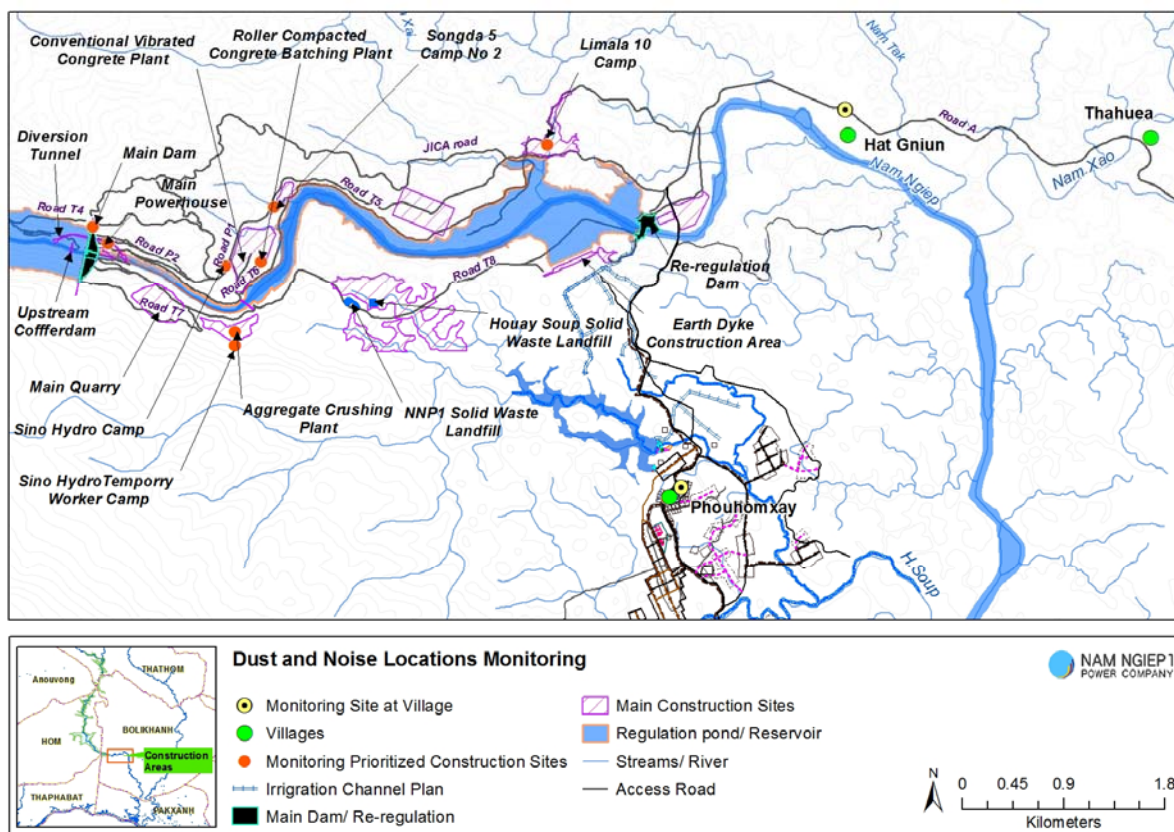 Conventional Vibrated
Concrete Plant
Roller Compacted
Congrete Batching Plant
Songda 5
Camp No 2
Limala 10
Camp
Nam Tak
Thahuea
Road A
Hat Gniun
Nam Xao
Nam Ngiep
Diversion
Tunnel
Main Dam
Main
Powerhouse
JICA road
Road T5
Road T4
Road P2
Road P1
Road T6
Road T8
Road T7
Re-regulation
Dam
Upstream
Coffferdam
Houay Soup Solid
Waste Landfill
Earth Dyke
Construction Area
Main Quarry
Sino Hydro Camp
Aggregate Crushing
Plant
NNP1 Solid Waste
Landfill
Sino HydroTemporry
Worker Camp
Phouhomxay
H.Soup
Dust and Noise Locations Monitoring
NAM NGIEP1
POWER COMPANY
Monitoring Site at Village
Villages
Monitoring Prioritized Construction Sites
Irrigration Channel Plan
Main Dam/ Re-regulation
Main Construction Sites
Regulation pond/ Reservoir
Streams/ River
Access Road
Anouvong
THATHOM
BOLIKHANH
HOM
Construction
Areas
THAPHABAT
PAKXANH
N
0 0.45 0.9 1.8
Kilometers